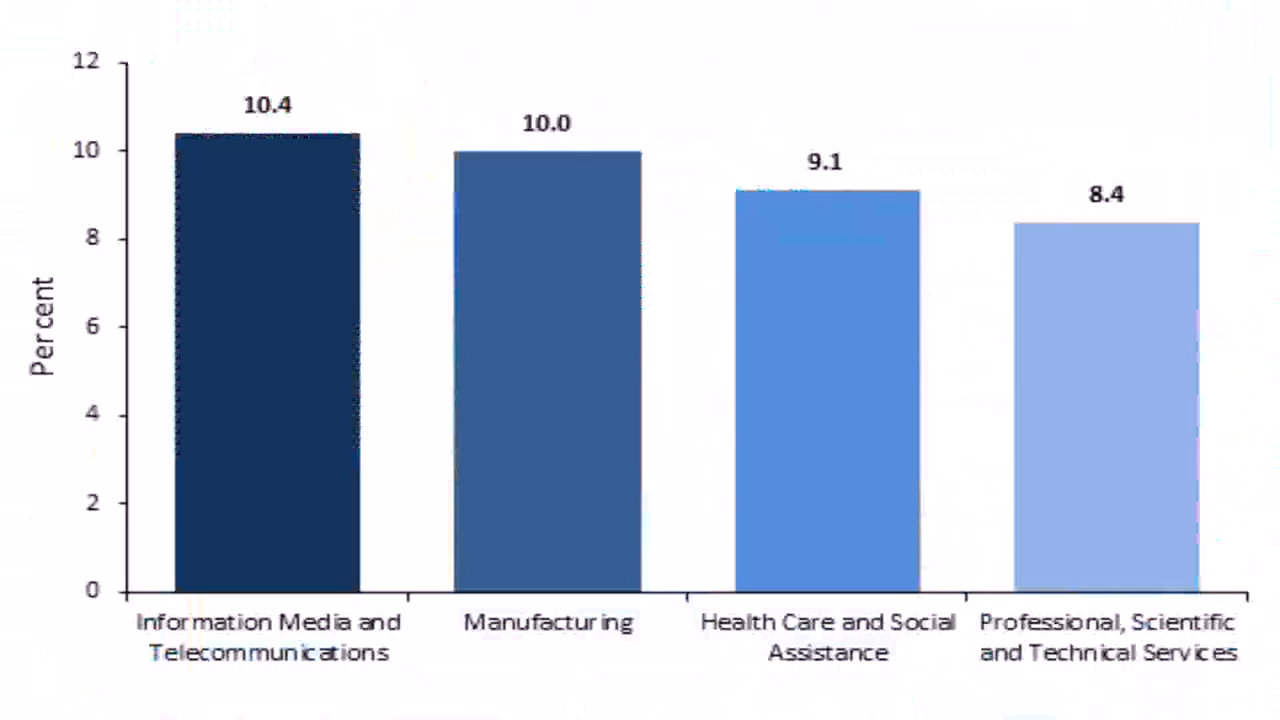 12
10
8
6
4
2
0
Percent
10.4
10.0
9.1
8.4
Information Media and
Telecommunications
Manufacturing
Health Care and Social
Assistance
Professional, Scientific
and Technical Services